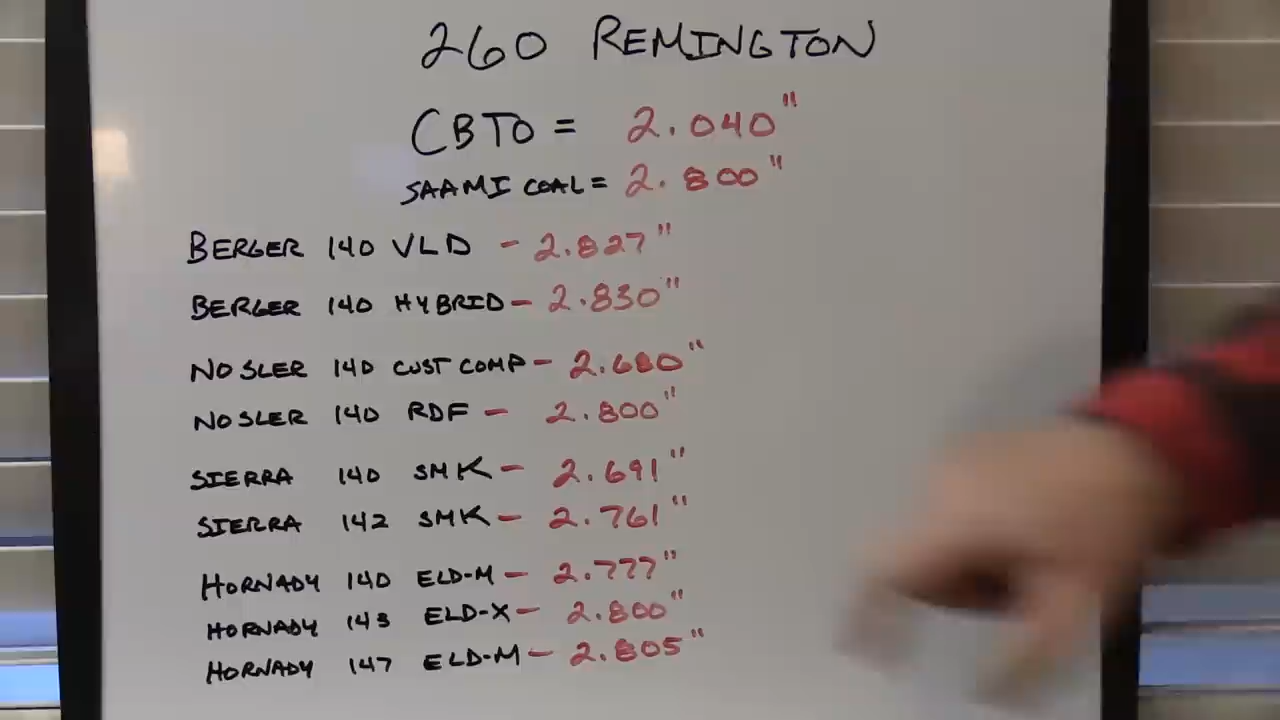 260 REMINGTON
CBTO = 2.040"
SAAMI COAL = 2.800"
BERGER 140 VLD - 2.827"
BERGER 140 HYBRID - 2.830"
NOSLER 140 CUST COMP - 2.680"
NOSLER 140 RDF - 2.800"
SIERRA 140 SMK - 2.691"
SIERRA 142 SMK - 2.761"
HORNADY 140 ELD-M - 2.777"
HORNADY 143 ELD-X - 2.800"
HORNADY 147 ELD-M - 2.805"